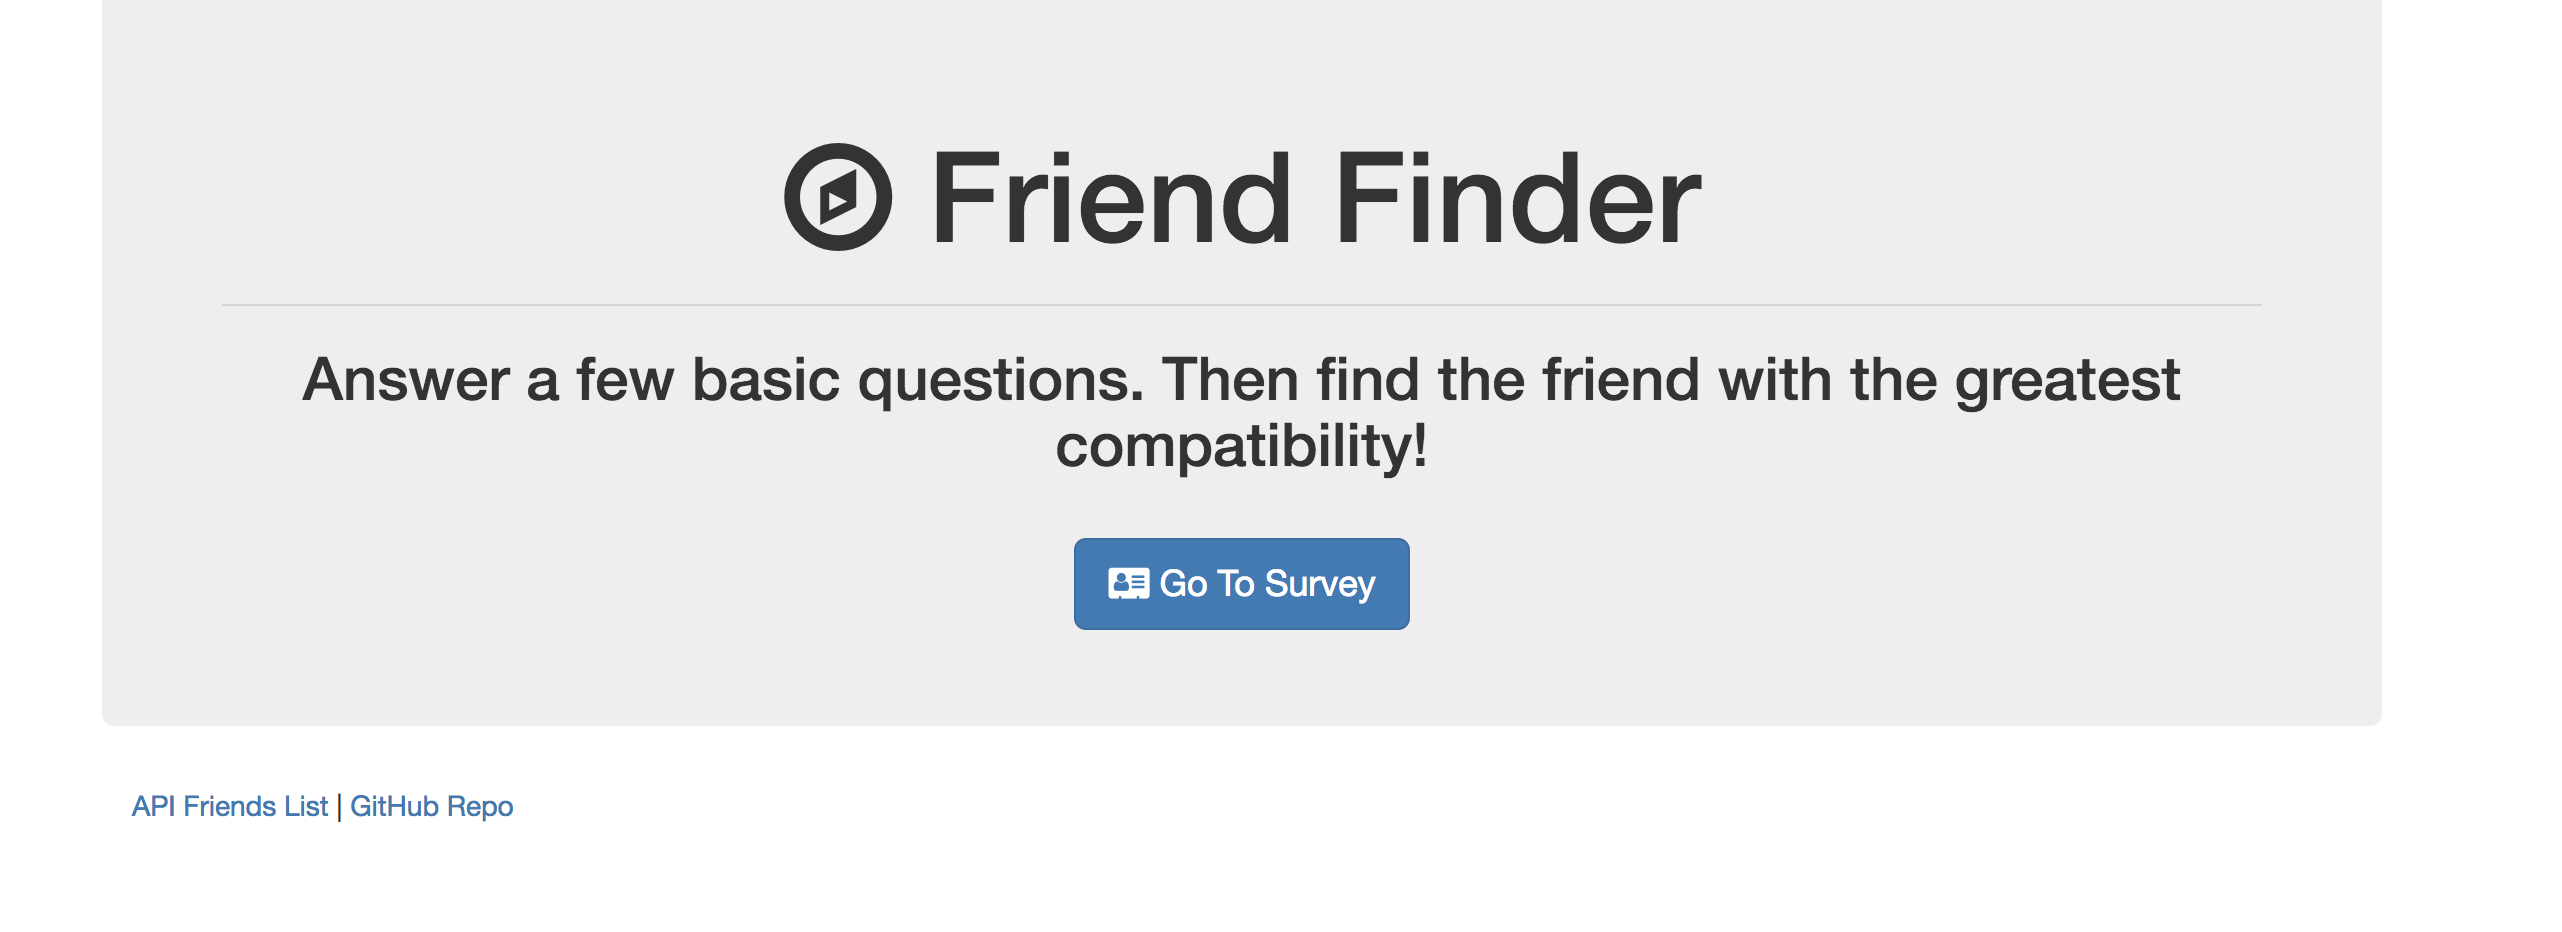 Friend Finder
Answer a few basic questions. Then find the friend with the greatest
compatibility!
Go To Survey
API Friends List | GitHub Repo